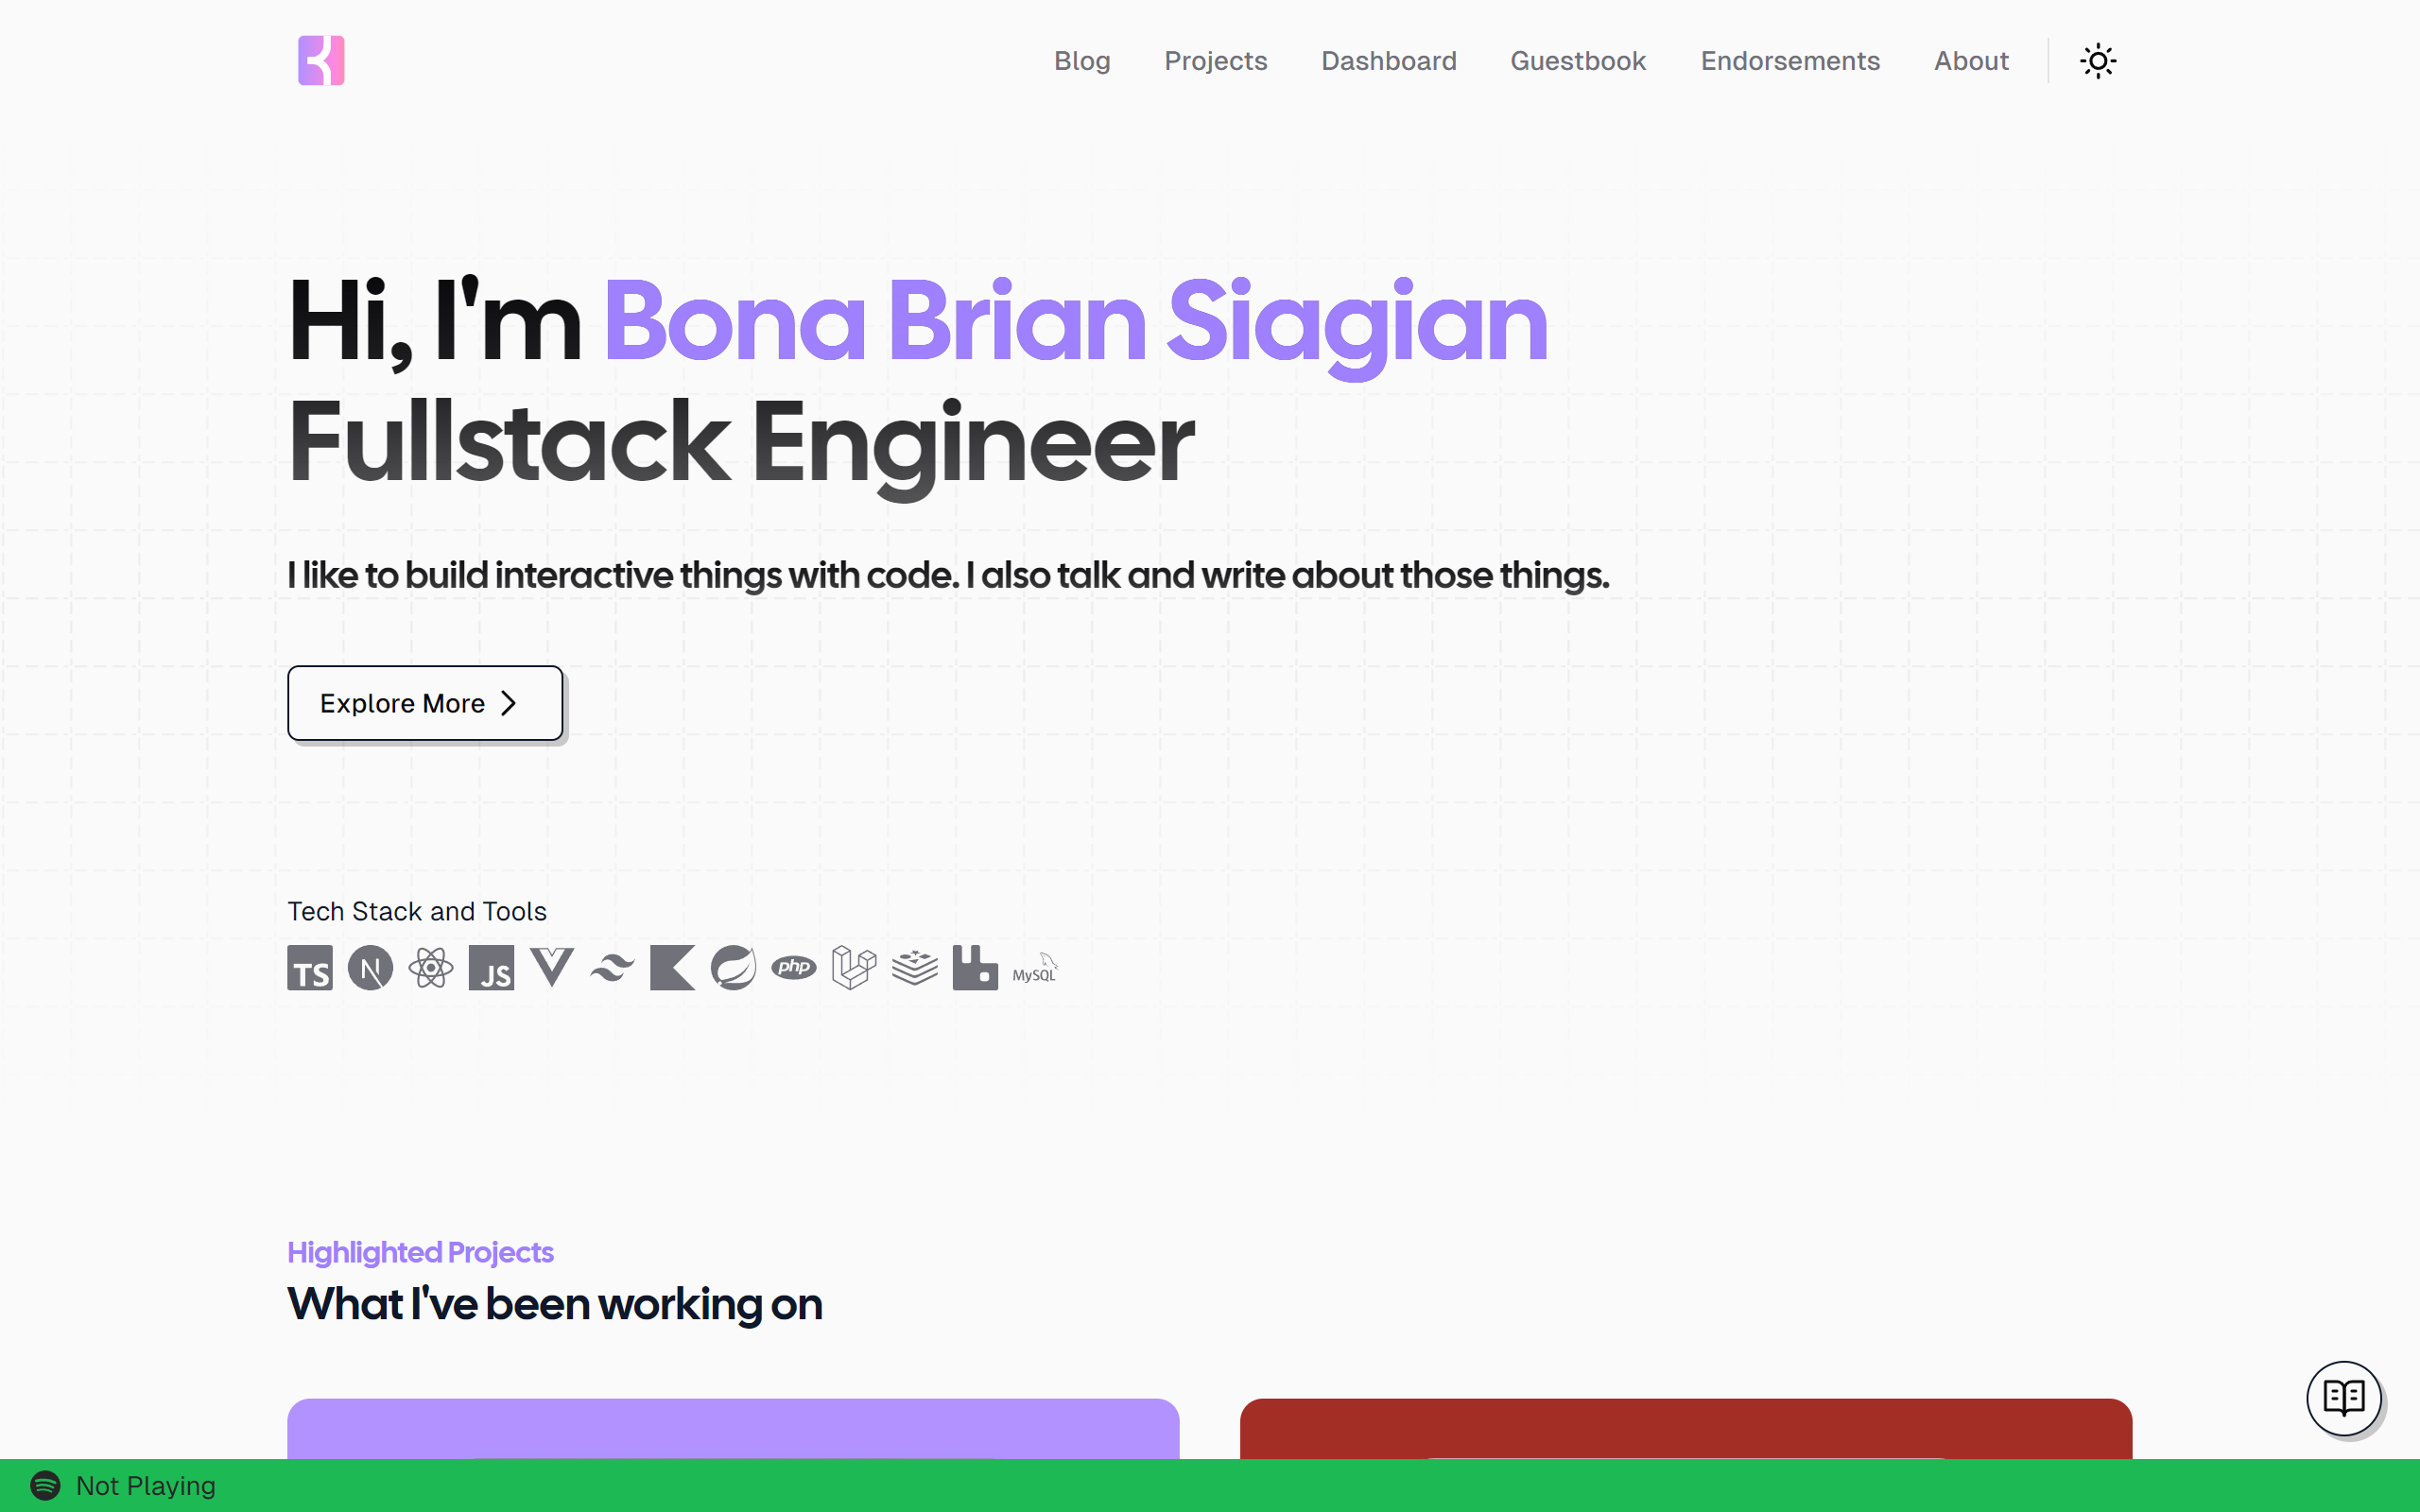 Blog Projects Dashboard Guestbook Endorsements About
Hi, I'm Bona Brian Siagian
Fullstack Engineer
I like to build interactive things with code. I also talk and write about those things.
Explore More
Tech Stack and Tools
TS N JS php MySQL
Highlighted Projects
What I've been working on
Not Playing